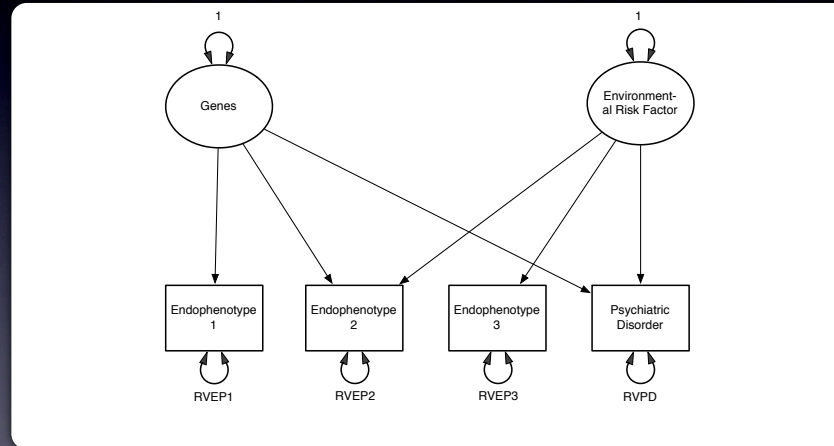 1
1
Genes
Environment-
al Risk Factor
Endophenotype
1
Endophenotype
2
Endophenotype
3
Psychiatric
Disorder
RVEP1
RVEP2
RVEP3
RVPD